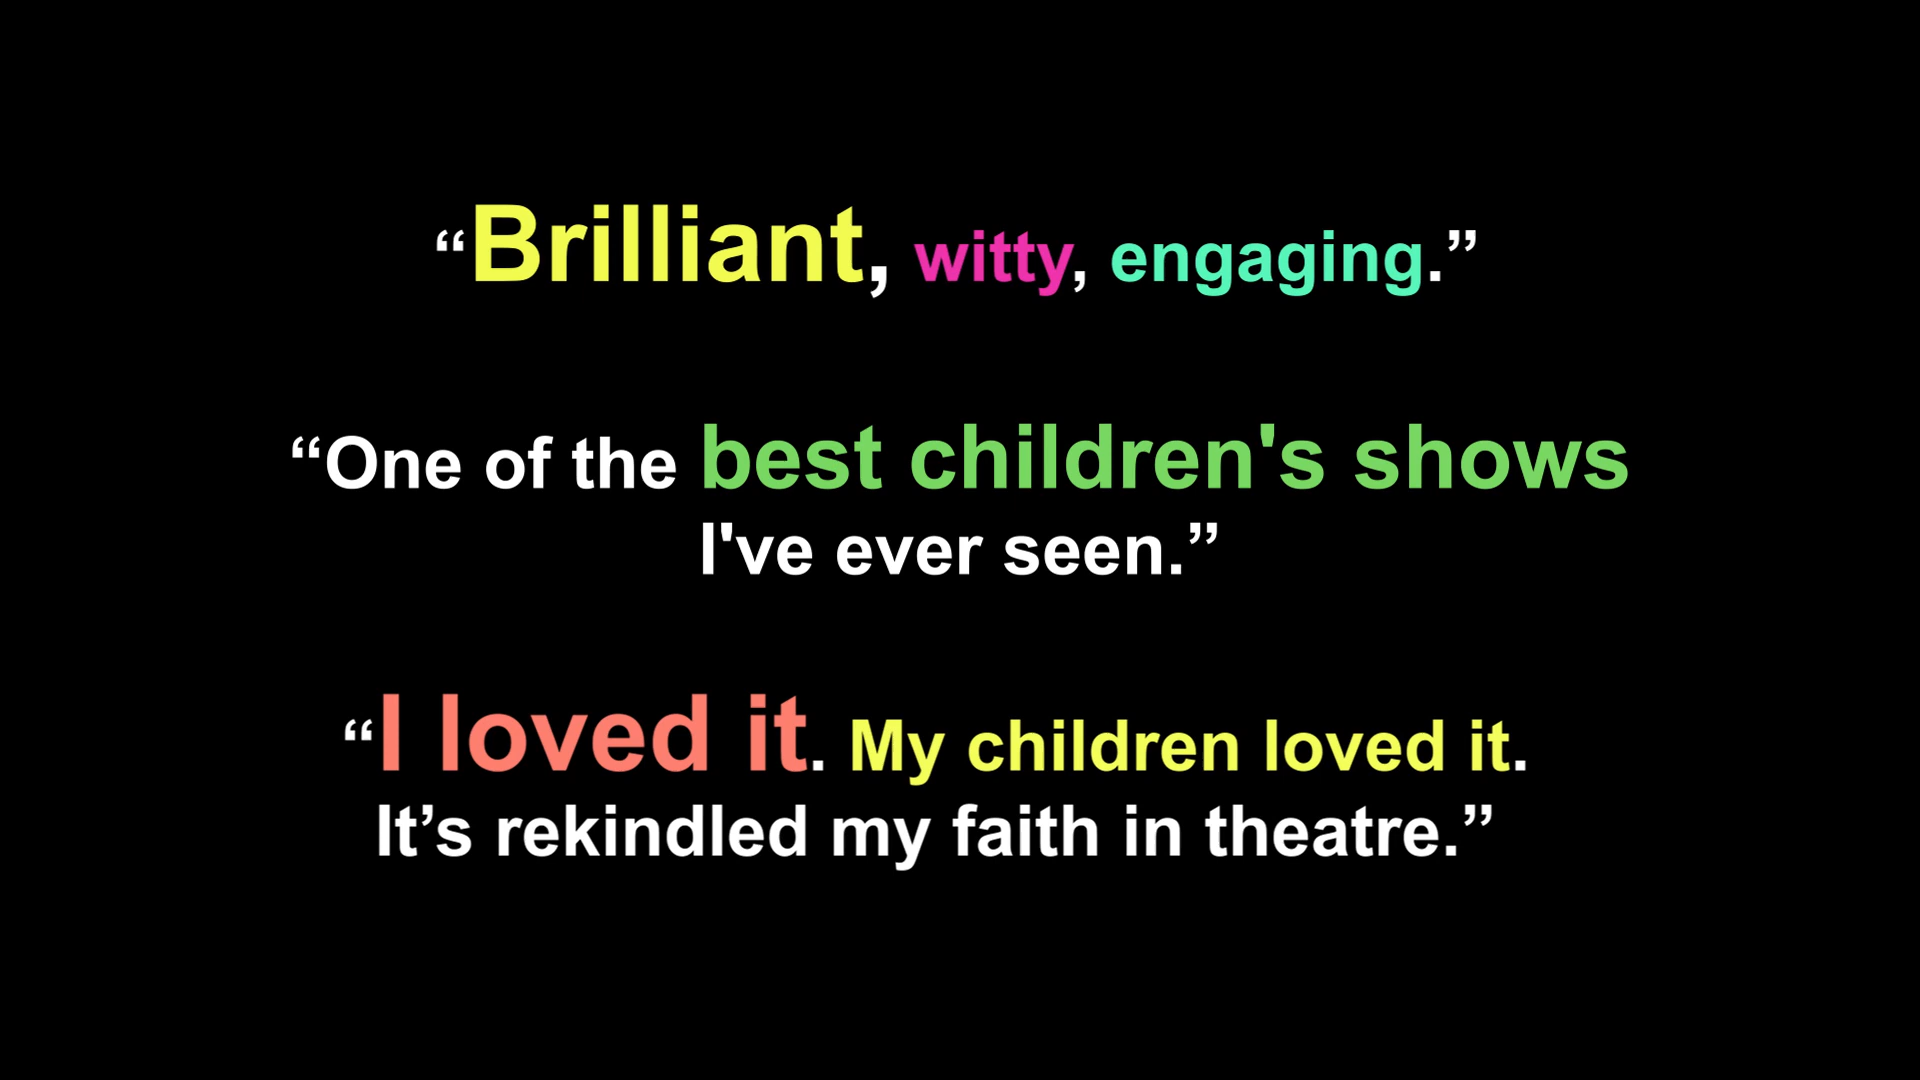 “Brilliant, witty, engaging.”
“One of the best children's shows
I've ever seen.”
“I loved it. My children loved it.
It’s rekindled my faith in theatre.”